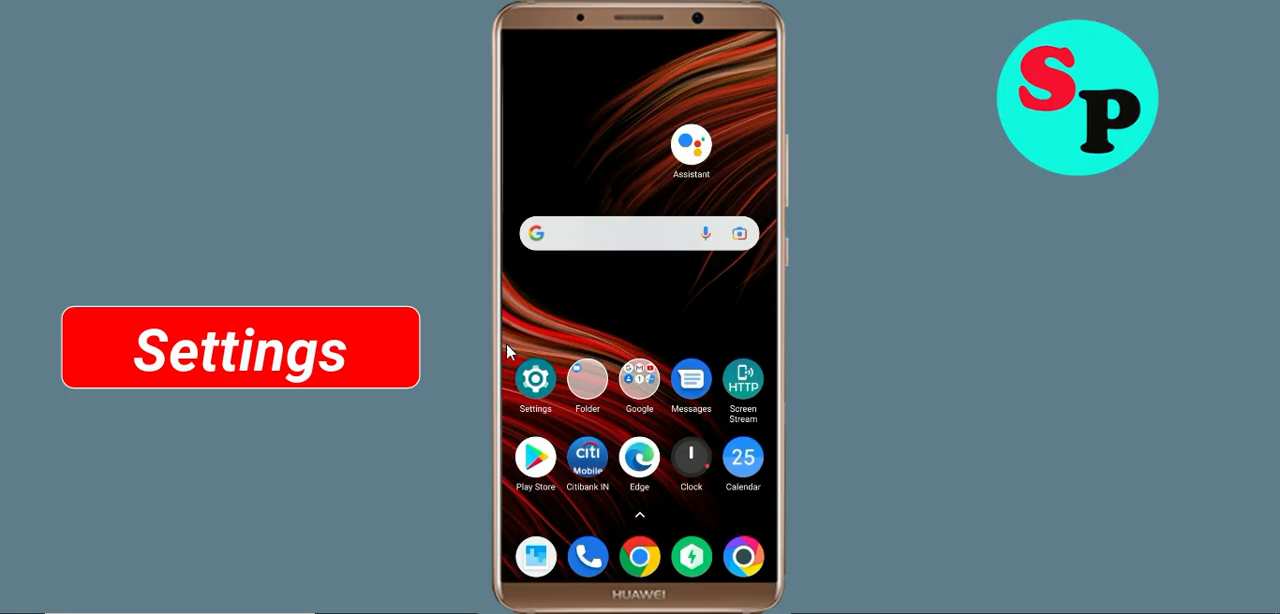 SP
Assistant
Settings
Settings
Folder
Google
Messages
HTTP
Screen
Stream
citi
Mobile
25
Play Store
Citibank IN
Edge
Clock
Calendar
HUAWEI